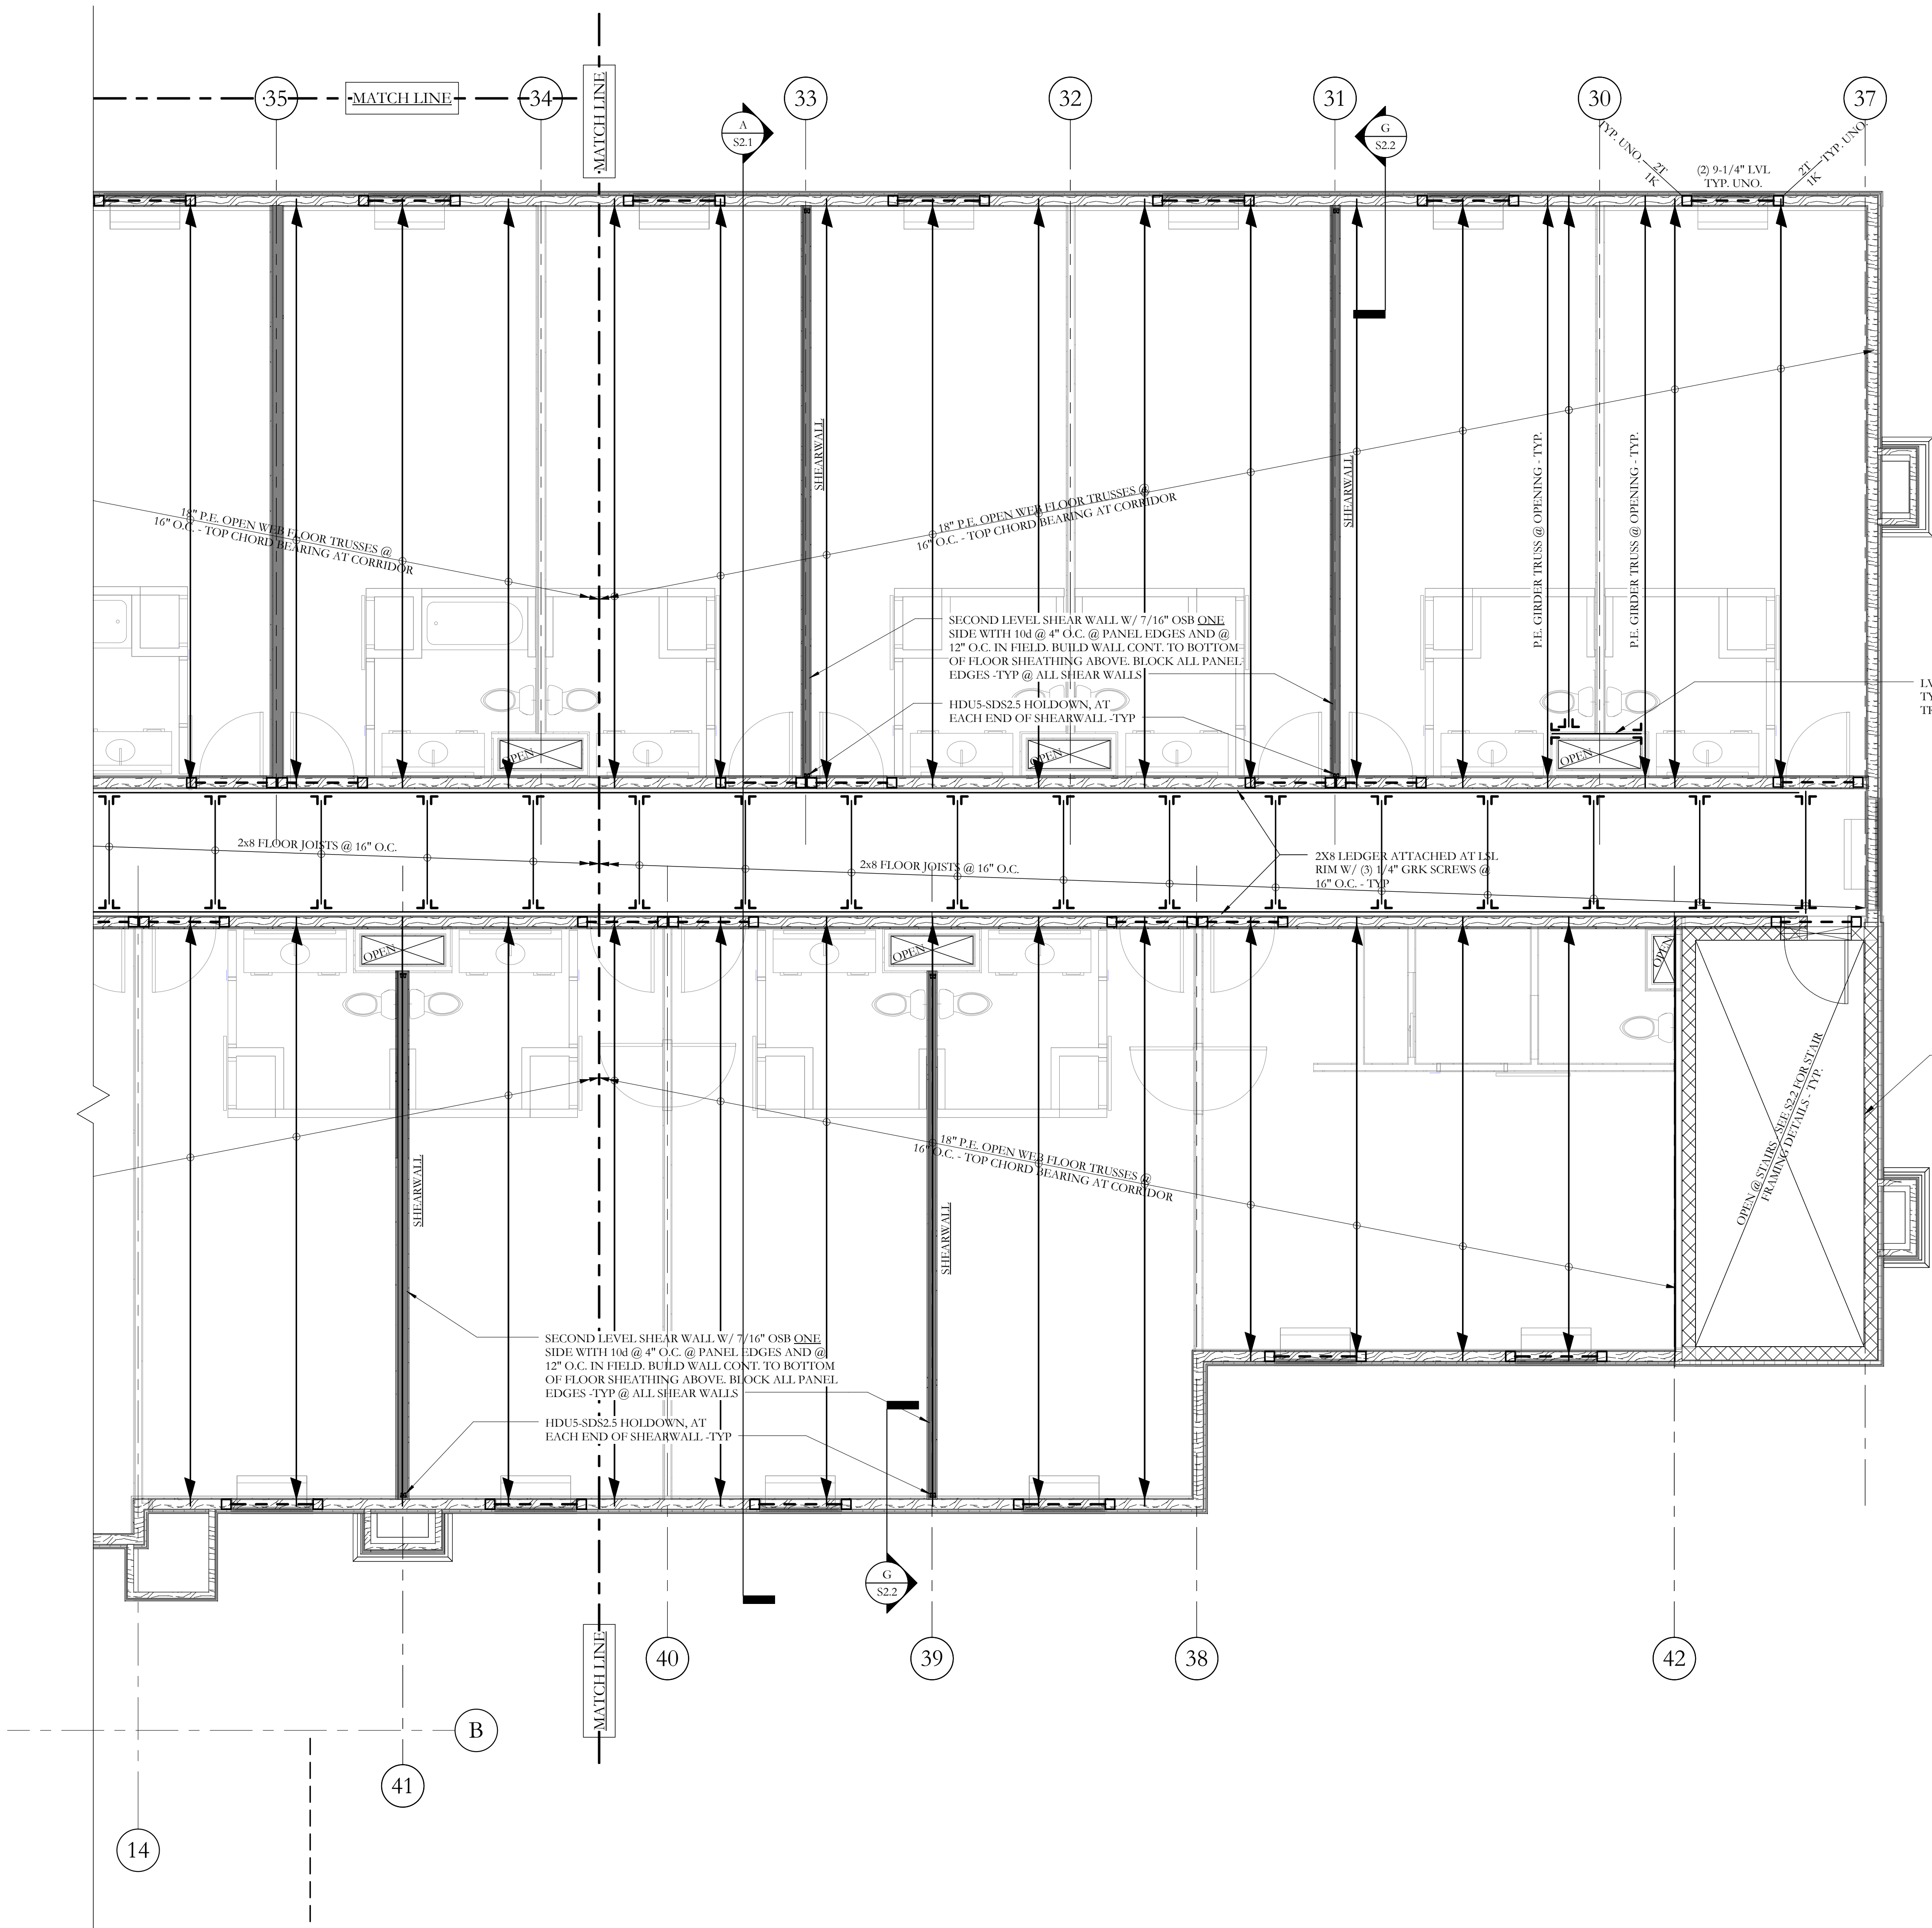 35
MATCH LINE
34
MATCH LINE
33
32
31
30
37
A
S2.1
G
S2.2
TYP. UNO.
2T
1K
(2) 9-1/4" LVL
TYP. UNO.
2T
1K
TYP. UNO.
SHEARWALL
SHEARWALL
P.E. GIRDER TRUSS @ OPENING - TYP.
P.E. GIRDER TRUSS @ OPENING - TYP.
18" P.E. OPEN WEB FLOOR TRUSSES @
16" O.C. - TOP CHORD BEARING AT CORRIDOR
18" P.E. OPEN WEB FLOOR TRUSSES @
16" O.C. - TOP CHORD BEARING AT CORRIDOR
SECOND LEVEL SHEAR WALL W/ 7/16" OSB ONE
SIDE WITH 10d @ 4" O.C. @ PANEL EDGES AND @
12" O.C. IN FIELD. BUILD WALL CONT. TO BOTTOM
OF FLOOR SHEATHING ABOVE. BLOCK ALL PANEL
EDGES -TYP @ ALL SHEAR WALLS
HDU5-SDS2.5 HOLDOWN, AT
EACH END OF SHEARWALL -TYP
LV
TY
OPEN
OPEN
OPEN
2x8 FLOOR JOISTS @ 16" O.C.
2x8 FLOOR JOISTS @ 16" O.C.
2X8 LEDGER ATTACHED AT LSL
RIM W/ (3) 1/4" GRK SCREWS @
16" O.C. - TYP
OPEN
OPEN
OPEN
OPEN @ STAIRS - SEE S2.2 FOR STAIR
FRAMING DETAILS - TYP.
18" P.E. OPEN WEB FLOOR TRUSSES @
16" O.C. - TOP CHORD BEARING AT CORRIDOR
SHEARWALL
SHEARWALL
SECOND LEVEL SHEAR WALL W/ 7/16" OSB ONE
SIDE WITH 10d @ 4" O.C. @ PANEL EDGES AND @
12" O.C. IN FIELD. BUILD WALL CONT. TO BOTTOM
OF FLOOR SHEATHING ABOVE. BLOCK ALL PANEL
EDGES -TYP @ ALL SHEAR WALLS
HDU5-SDS2.5 HOLDOWN, AT
EACH END OF SHEARWALL -TYP
G
S2.2
MATCH LINE
40
39
38
42
B
41
14